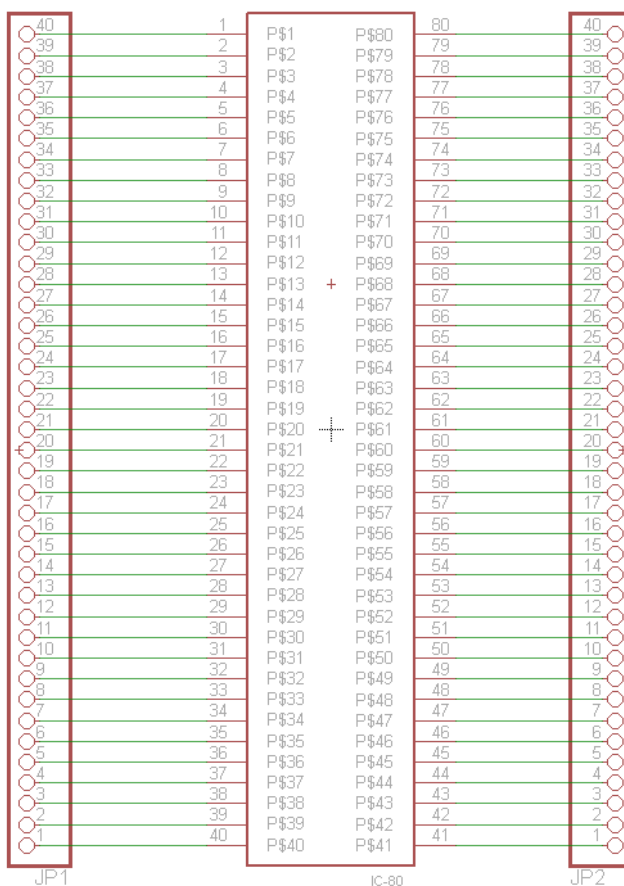 40 1 P$1 P$80 80 40
39 2 P$2 P$79 79 39
38 3 P$3 P$78 78 38
37 4 P$4 P$77 77 37
36 5 P$5 P$76 76 36
35 6 P$6 P$75 75 35
34 7 P$7 P$74 74 34
33 8 P$8 P$73 73 33
32 9 P$9 P$72 72 32
31 10 P$10 P$71 71 31
30 11 P$11 P$70 70 30
29 12 P$12 P$69 69 29
28 13 P$13 P$68 68 28
27 14 P$14 P$67 67 27
26 15 P$15 P$66 66 26
25 16 P$16 P$65 65 25
24 17 P$17 P$64 64 24
23 18 P$18 P$63 63 23
22 19 P$19 P$62 62 22
21 20 P$20 P$61 61 21
20 21 P$21 P$60 60 20
19 22 P$22 P$59 59 19
18 23 P$23 P$58 58 18
17 24 P$24 P$57 57 17
16 25 P$25 P$56 56 16
15 26 P$26 P$55 55 15
14 27 P$27 P$54 54 14
13 28 P$28 P$53 53 13
12 29 P$29 P$52 52 12
11 30 P$30 P$51 51 11
10 31 P$31 P$50 50 10
9 32 P$32 P$49 49 9
8 33 P$33 P$48 48 8
7 34 P$34 P$47 47 7
6 35 P$35 P$46 46 6
5 36 P$36 P$45 45 5
4 37 P$37 P$44 44 4
3 38 P$38 P$43 43 3
2 39 P$39 P$42 42 2
1 40 P$40 P$41 41 1
JP1 IC-80 JP2